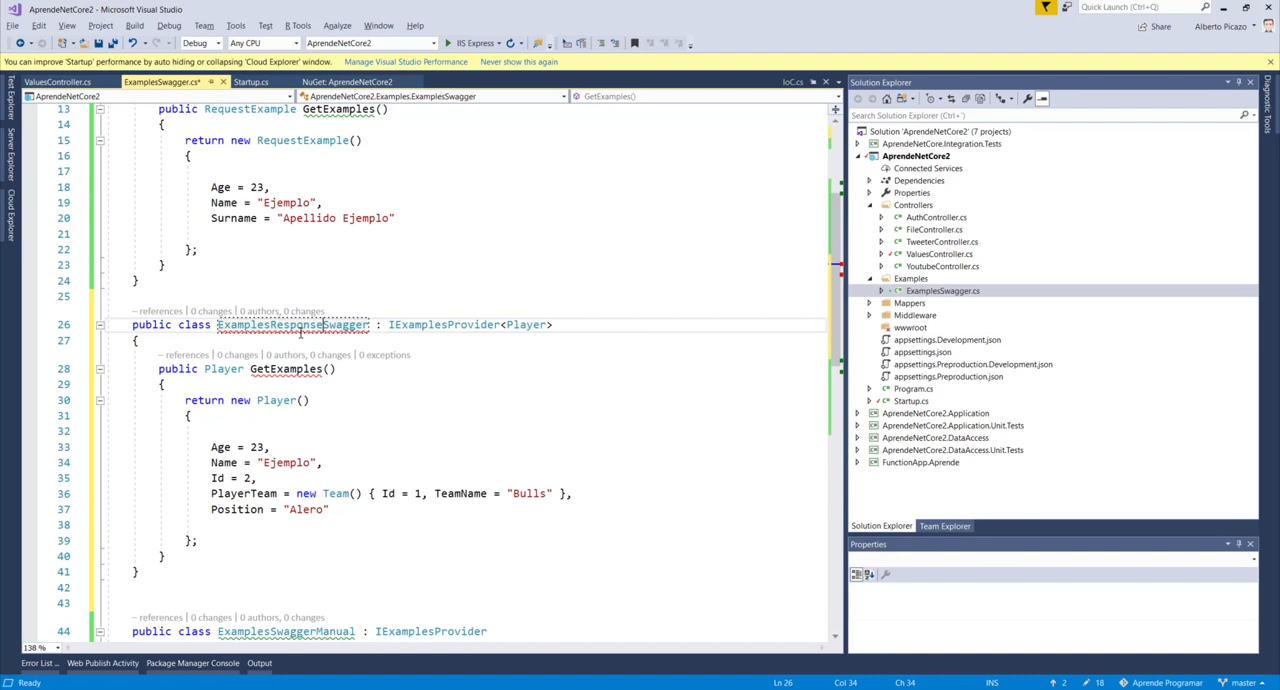 AprendeNetCore2 - Microsoft Visual Studio
Quick Launch (Ctrl+')
File Edit View Project Build Debug Team Tools Test R Tools Analyze Window Help
Share Alberto Picazo
Debug Any CPU AprendeNetCore2 IIS Express
You can improve 'Startup' performance by auto hiding or collapsing 'Cloud Explorer' window. Manage Visual Studio Performance Never show this again
ValuesController.cs ExamplesSwagger.cs* Startup.cs NuGet: AprendeNetCore2 IoC.cs
AprendeNetCore2 AprendeNetCore2.Examples.ExamplesSwagger GetExamples()
Test Explorer
Server Explorer
Cloud Explorer
13 public RequestExample GetExamples()
14 {
15 return new RequestExample()
16 {
17
18 Age = 23,
19 Name = "Ejemplo",
20 Surname = "Apellido Ejemplo"
21
22 };
23 }
24 }
25
- references | 0 changes | 0 authors, 0 changes
26 public class ExamplesResponseSwagger : IExamplesProvider<Player>
27 {
- references | 0 changes | 0 authors, 0 changes | 0 exceptions
28 public Player GetExamples()
29 {
30 return new Player()
31 {
32
33 Age = 23,
34 Name = "Ejemplo",
35 Id = 2,
36 PlayerTeam = new Team() { Id = 1, TeamName = "Bulls" },
37 Position = "Alero"
38
39 };
40 }
41 }
42
43
- references | 0 changes | 0 authors, 0 changes
44 public class ExamplesSwaggerManual : IExamplesProvider
138 %
Solution Explorer
Search Solution Explorer (Ctrl+')
Solution 'AprendeNetCore2' (7 projects)
AprendeNetCore.Integration.Tests
AprendeNetCore2
Connected Services
Dependencies
Properties
Controllers
AuthController.cs
FileController.cs
TweeterController.cs
ValuesController.cs
YoutubeController.cs
Examples
ExamplesSwagger.cs
Mappers
Middlewares
wwwroot
appsettings.Development.json
appsettings.json
appsettings.Preproduction.Development.json
appsettings.Preproduction.json
Program.cs
Startup.cs
AprendeNetCore2.Application
AprendeNetCore2.Application.Unit.Tests
AprendeNetCore2.DataAccess
AprendeNetCore2.DataAccess.Unit.Tests
FunctionApp.Aprende
Solution Explorer Team Explorer
Properties
Diagnostic Tools
Error List ... Web Publish Activity Package Manager Console Output
Ready Ln 26 Col 34 Ch 34 INS 2 18 Aprende Programar master